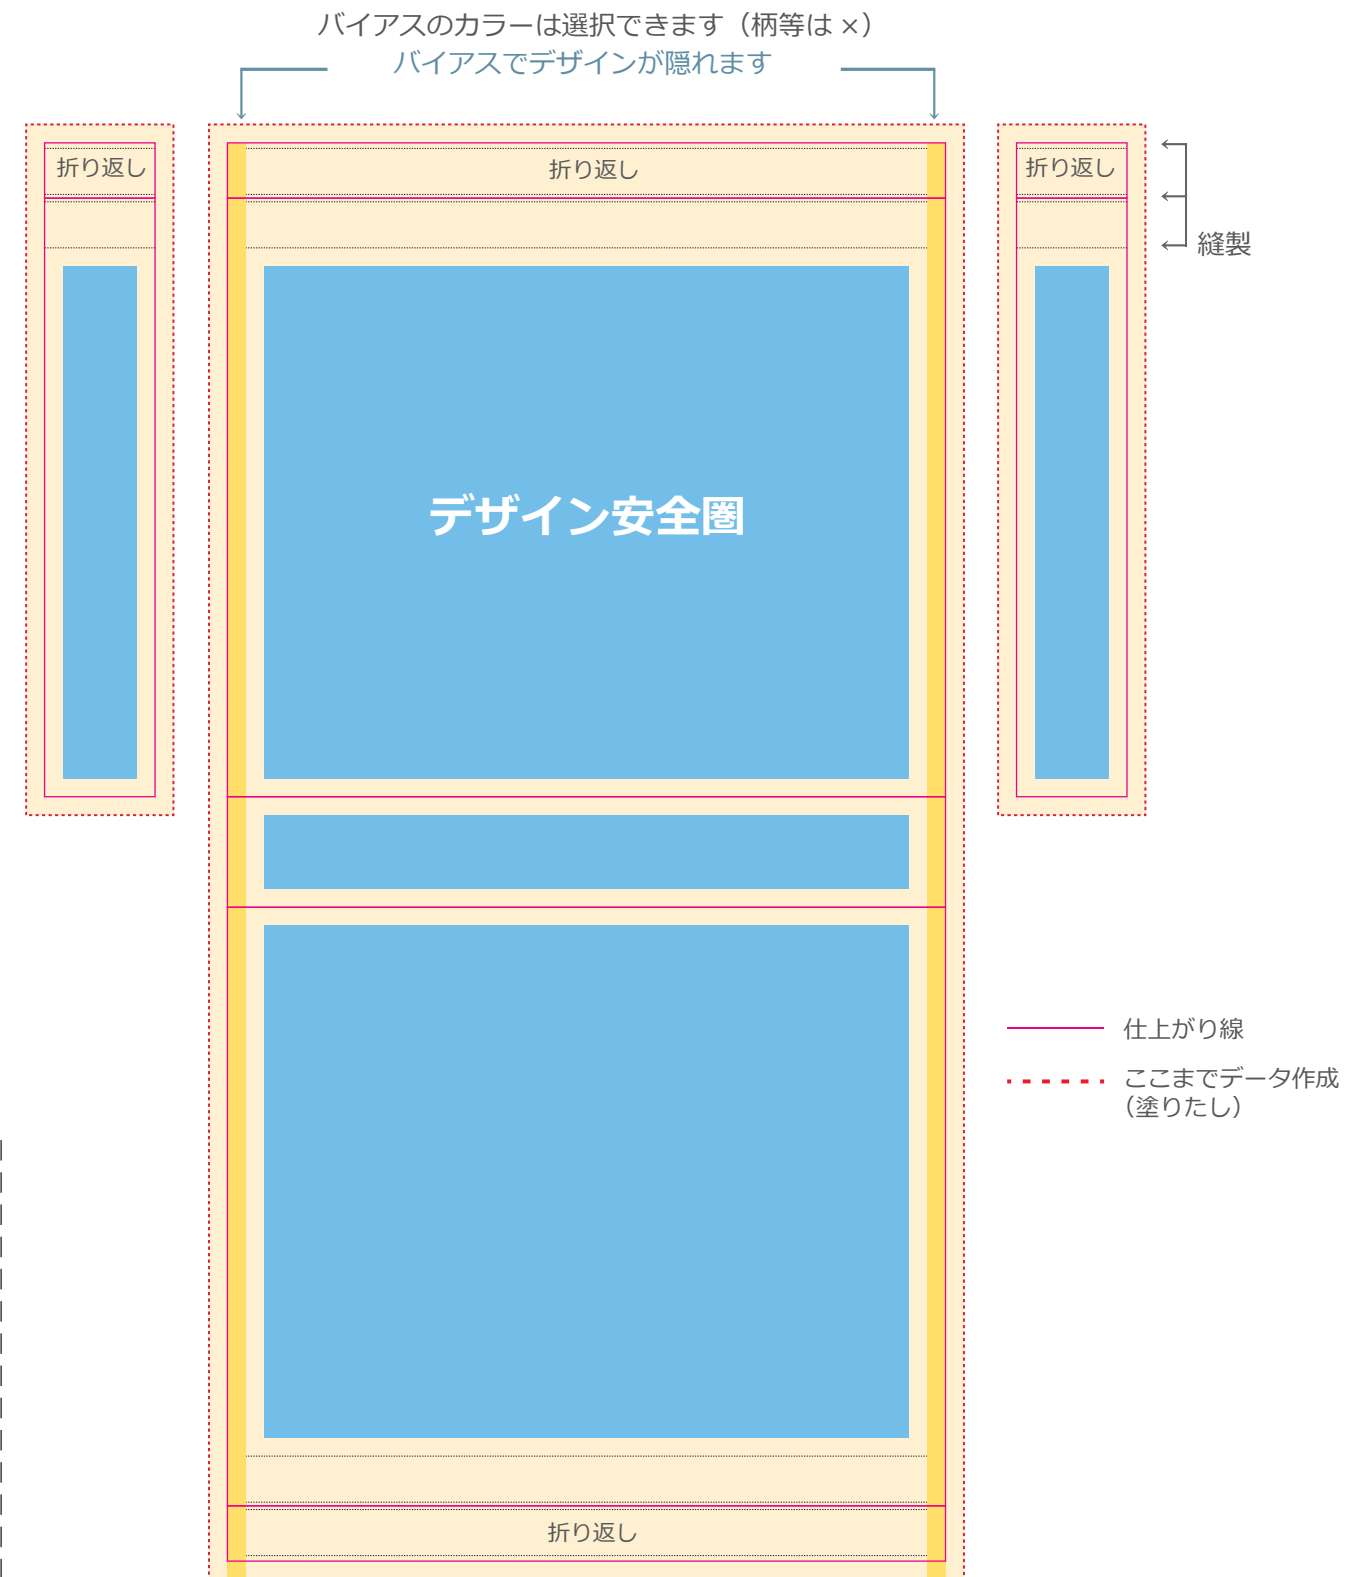 バイアスのカラーは選択できます（柄等は ×）
バイアスでデザインが隠れます
折り返し
折り返し
折り返し
縫製
デザイン安全圏
仕上がり線
ここまでデータ作成
（塗りたし）
折り返し